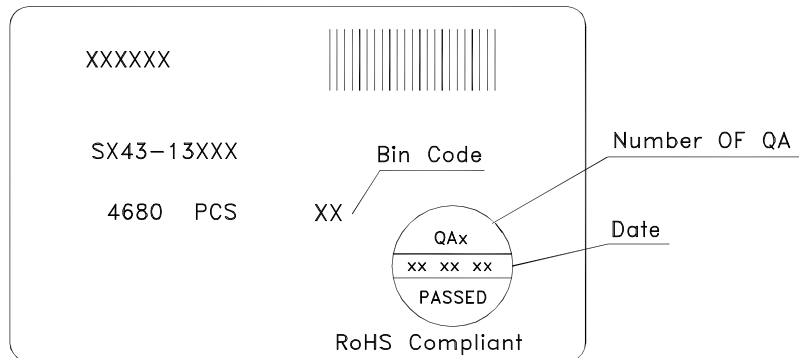 XXXXXX
SX43-13XXX
Bin Code
Number OF QA
4680 PCS
XX
Date
QAx
xx xx xx
PASSED
RoHS Compliant